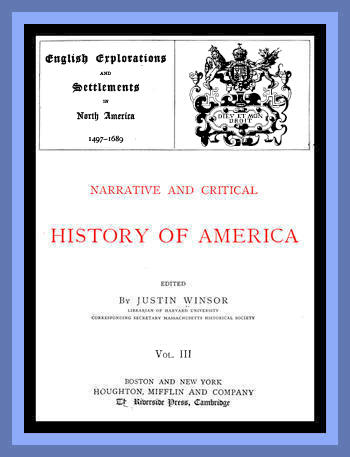 English Explorations
AND
Settlements
IN
North America
1497–1689
DIEV ET MON
DROIT
NARRATIVE AND CRITICAL
HISTORY OF AMERICA
EDITED
BY JUSTIN WINSOR
LIBRARIAN OF HARVARD UNIVERSITY
CORRESPONDING SECRETARY MASSACHUSETTS HISTORICAL SOCIETY
VOL. III
BOSTON AND NEW YORK
HOUGHTON, MIFFLIN AND COMPANY
The Riverside Press, Cambridge